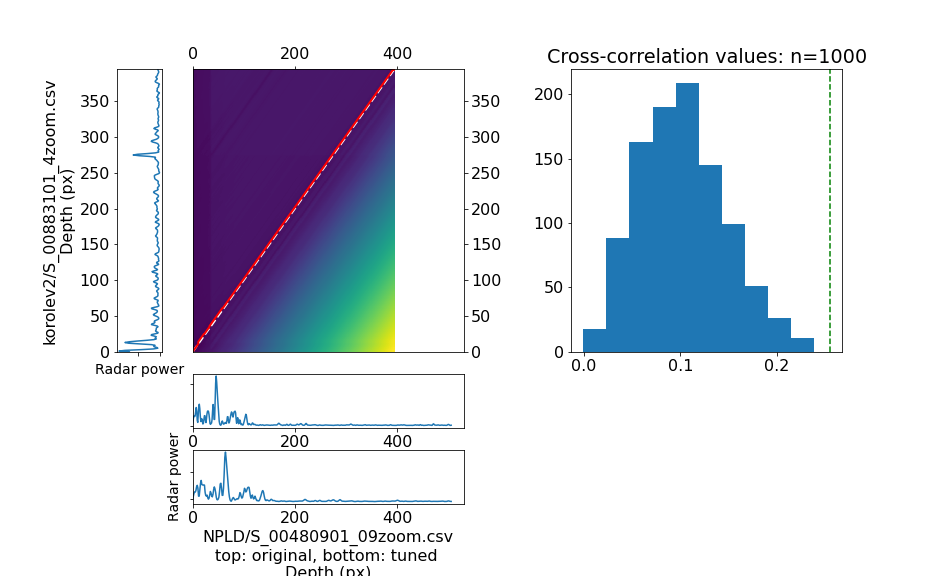 Cross-correlation values: n=1000
0 200 400
350
300
250
200
150
100
50
0
korolev2/S_00883101_4zoom.csv
Depth (px)
Radar power
350
300
250
200
150
100
50
0
200
150
100
50
0
0.0 0.1 0.2
0 200 400
Radar power
0 200 400
NPLD/S_00480901_09zoom.csv
top: original, bottom: tuned
Depth (px)